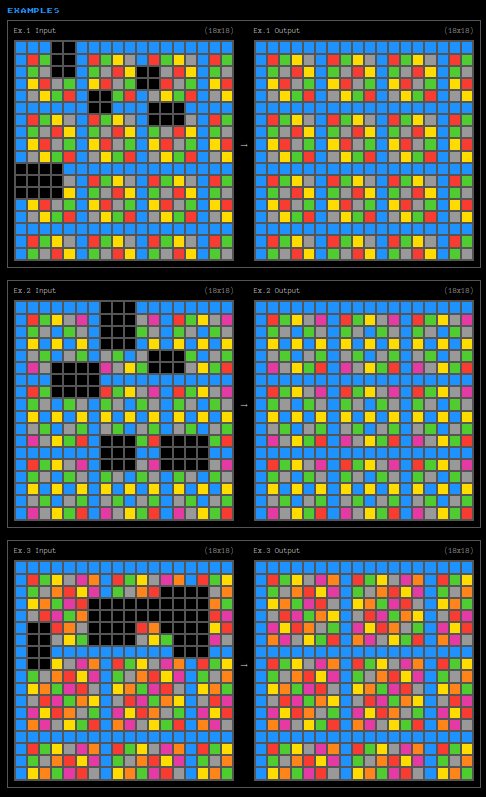 EXAMPLES
Ex.1 Input (18x18) Ex.1 Output (18x18)
→
Ex.2 Input (18x18) Ex.2 Output (18x18)
→
Ex.3 Input (18x18) Ex.3 Output (18x18)
→